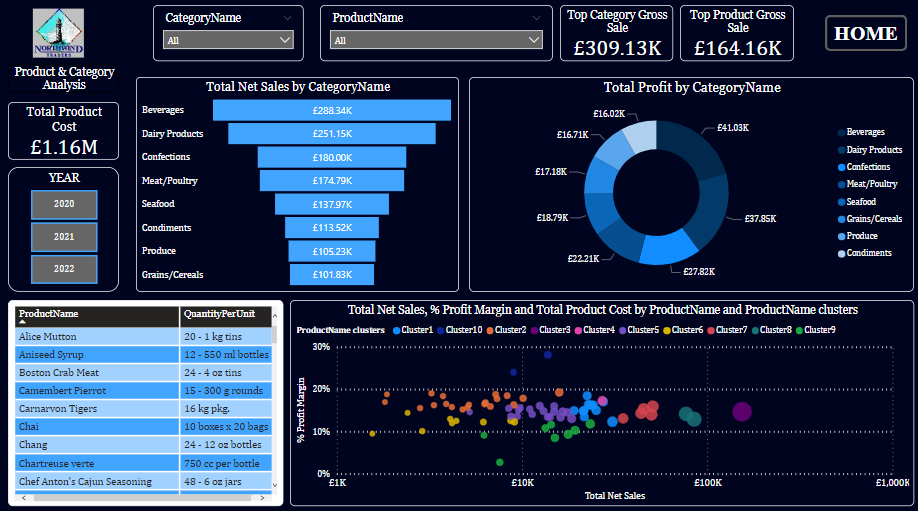 NORTHWIND
TRADERS
Product & Category
Analysis
CategoryName
All
ProductName
All
Top Category Gross
Sale
£309.13K
Top Product Gross
Sale
£164.16K
HOME
Total Product
Cost
£1.16M
YEAR
2020
2021
2022
Total Net Sales by CategoryName
Beverages £288.34K
Dairy Products £251.15K
Confections £180.00K
Meat/Poultry £174.79K
Seafood £137.97K
Condiments £113.52K
Produce £105.23K
Grains/Cereals £101.83K
Total Profit by CategoryName
£41.03K
£37.85K
£27.82K
£22.21K
£18.79K
£17.18K
£16.71K
£16.02K
Beverages
Dairy Products
Confections
Meat/Poultry
Seafood
Grains/Cereals
Produce
Condiments
ProductName QuantityPerUnit
Alice Mutton 20 - 1 kg tins
Aniseed Syrup 12 - 550 ml bottles
Boston Crab Meat 24 - 4 oz tins
Camembert Pierrot 15 - 300 g rounds
Carnarvon Tigers 16 kg pkg.
Chai 10 boxes x 20 bags
Chang 24 - 12 oz bottles
Chartreuse verte 750 cc per bottle
Chef Anton's Cajun Seasoning 48 - 6 oz jars
Total Net Sales, % Profit Margin and Total Product Cost by ProductName and ProductName clusters
ProductName clusters Cluster1 Cluster10 Cluster2 Cluster3 Cluster4 Cluster5 Cluster6 Cluster7 Cluster8 Cluster9
% Profit Margin
30%
20%
10%
0%
£1K £10K £100K £1,000K
Total Net Sales